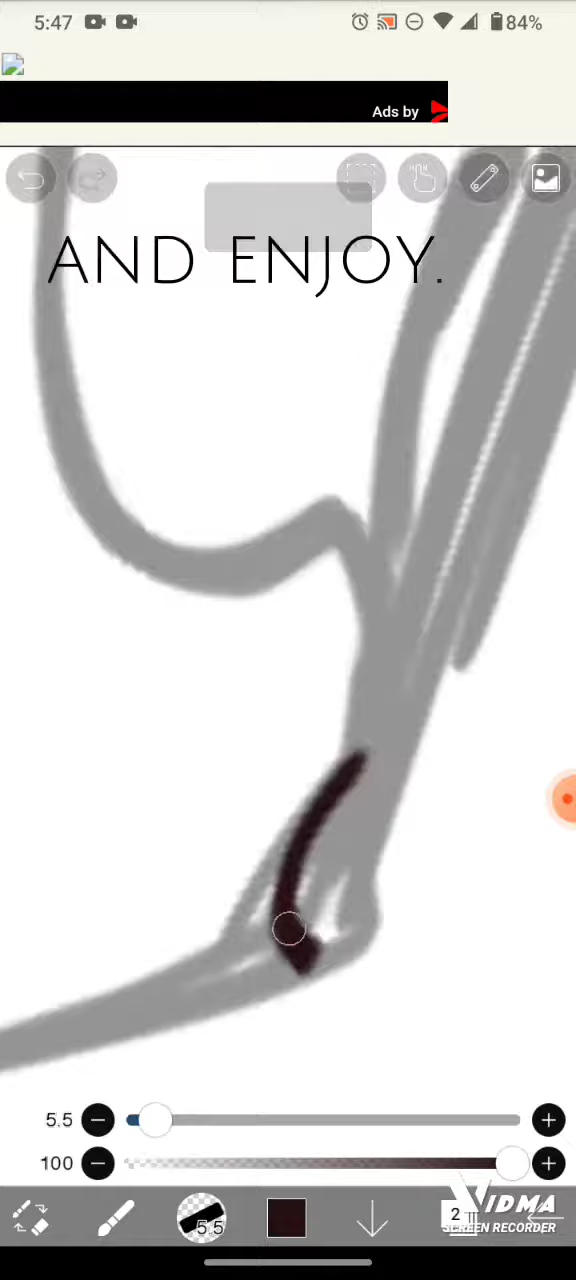 5:47 84%
Ads by
AND ENJOY.
5.5
100
5.5
2
VIDMA
SCREEN RECORDER